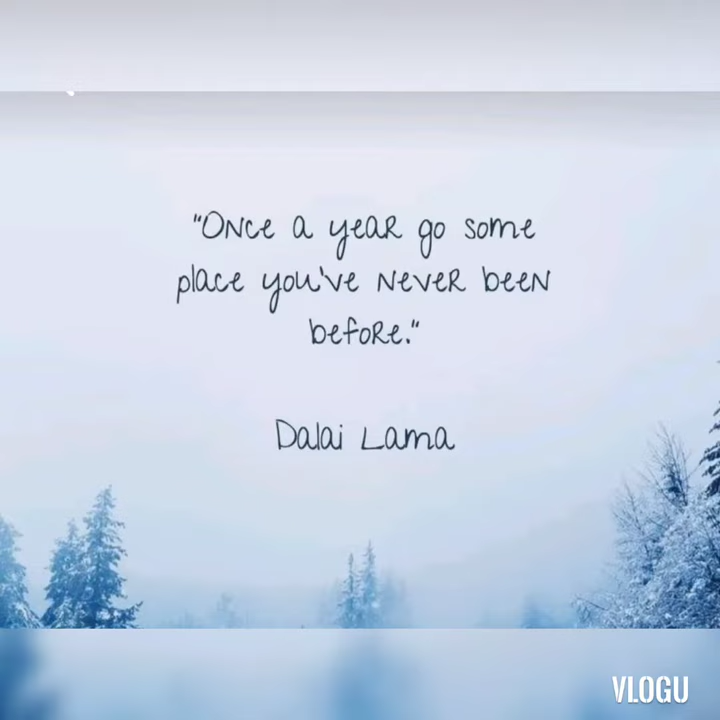 "Once a year go some
place you've never been
before."
Dalai Lama
VLOGU